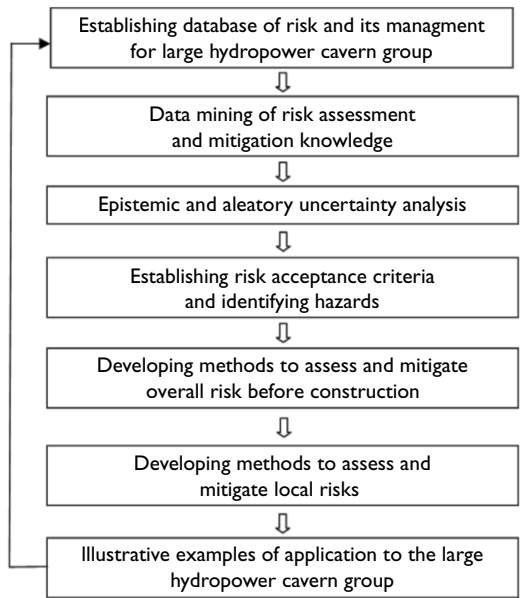 Establishing database of risk and its managment
for large hydropower cavern group
Data mining of risk assessment
and mitigation knowledge
Epistemic and aleatory uncertainty analysis
Establishing risk acceptance criteria
and identifying hazards
Developing methods to assess and mitigate
overall risk before construction
Developing methods to assess and
mitigate local risks
Illustrative examples of application to the large
hydropower cavern group